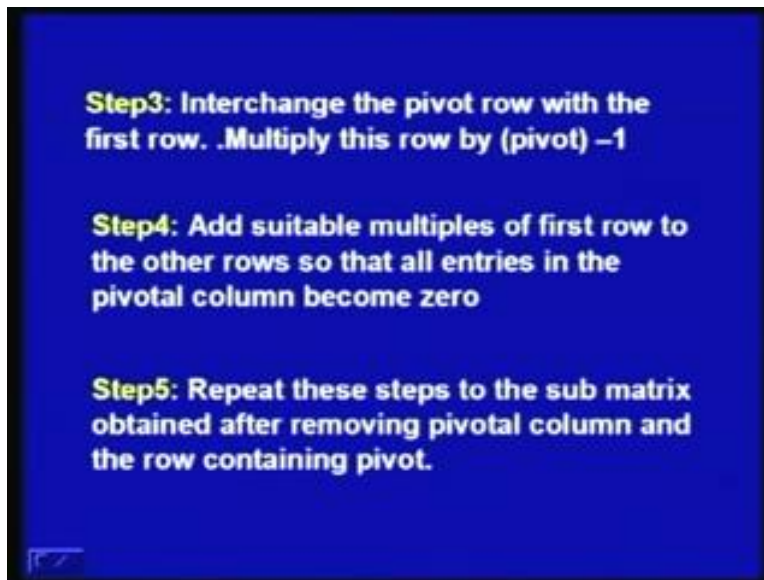 Step3: Interchange the pivot row with the
first row. .Multiply this row by (pivot) –1
Step4: Add suitable multiples of first row to
the other rows so that all entries in the
pivotal column become zero
Step5: Repeat these steps to the sub matrix
obtained after removing pivotal column and
the row containing pivot.